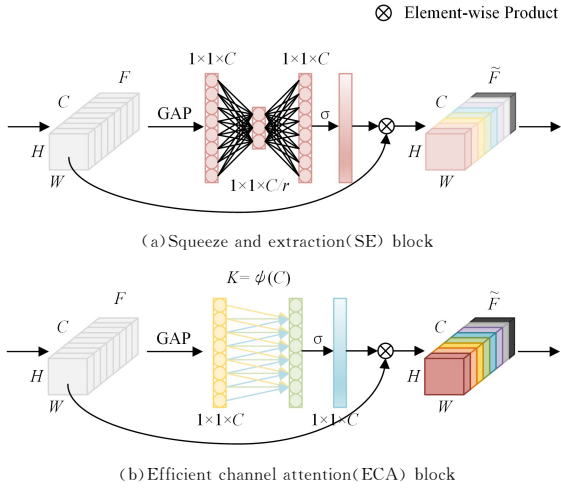 ⊗ Element-wise Product
1×1×C 1×1×C
F F̃
C C
GAP σ
H H
W W
1×1×C/r
(a)Squeeze and extraction(SE) block
K=ψ(C)
F F̃
C C
GAP σ
H H
W W
1×1×C 1×1×C
(b)Efficient channel attention(ECA) block